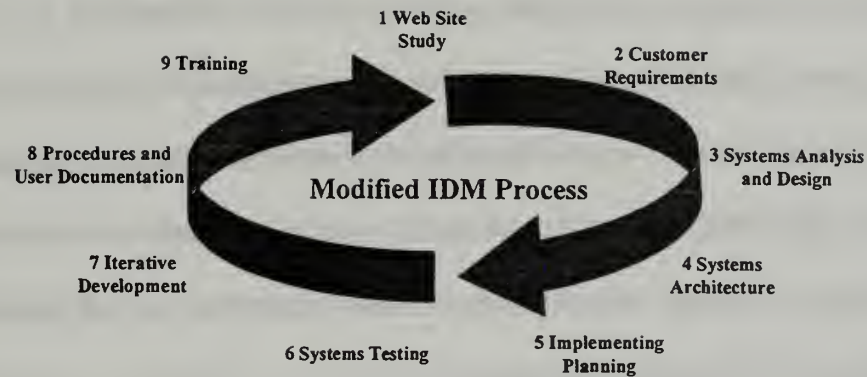 1 Web Site
Study
2 Customer
Requirements
3 Systems Analysis
and Design
4 Systems
Architecture
5 Implementing
Planning
6 Systems Testing
7 Iterative
Development
8 Procedures and
User Documentation
9 Training
Modified IDM Process